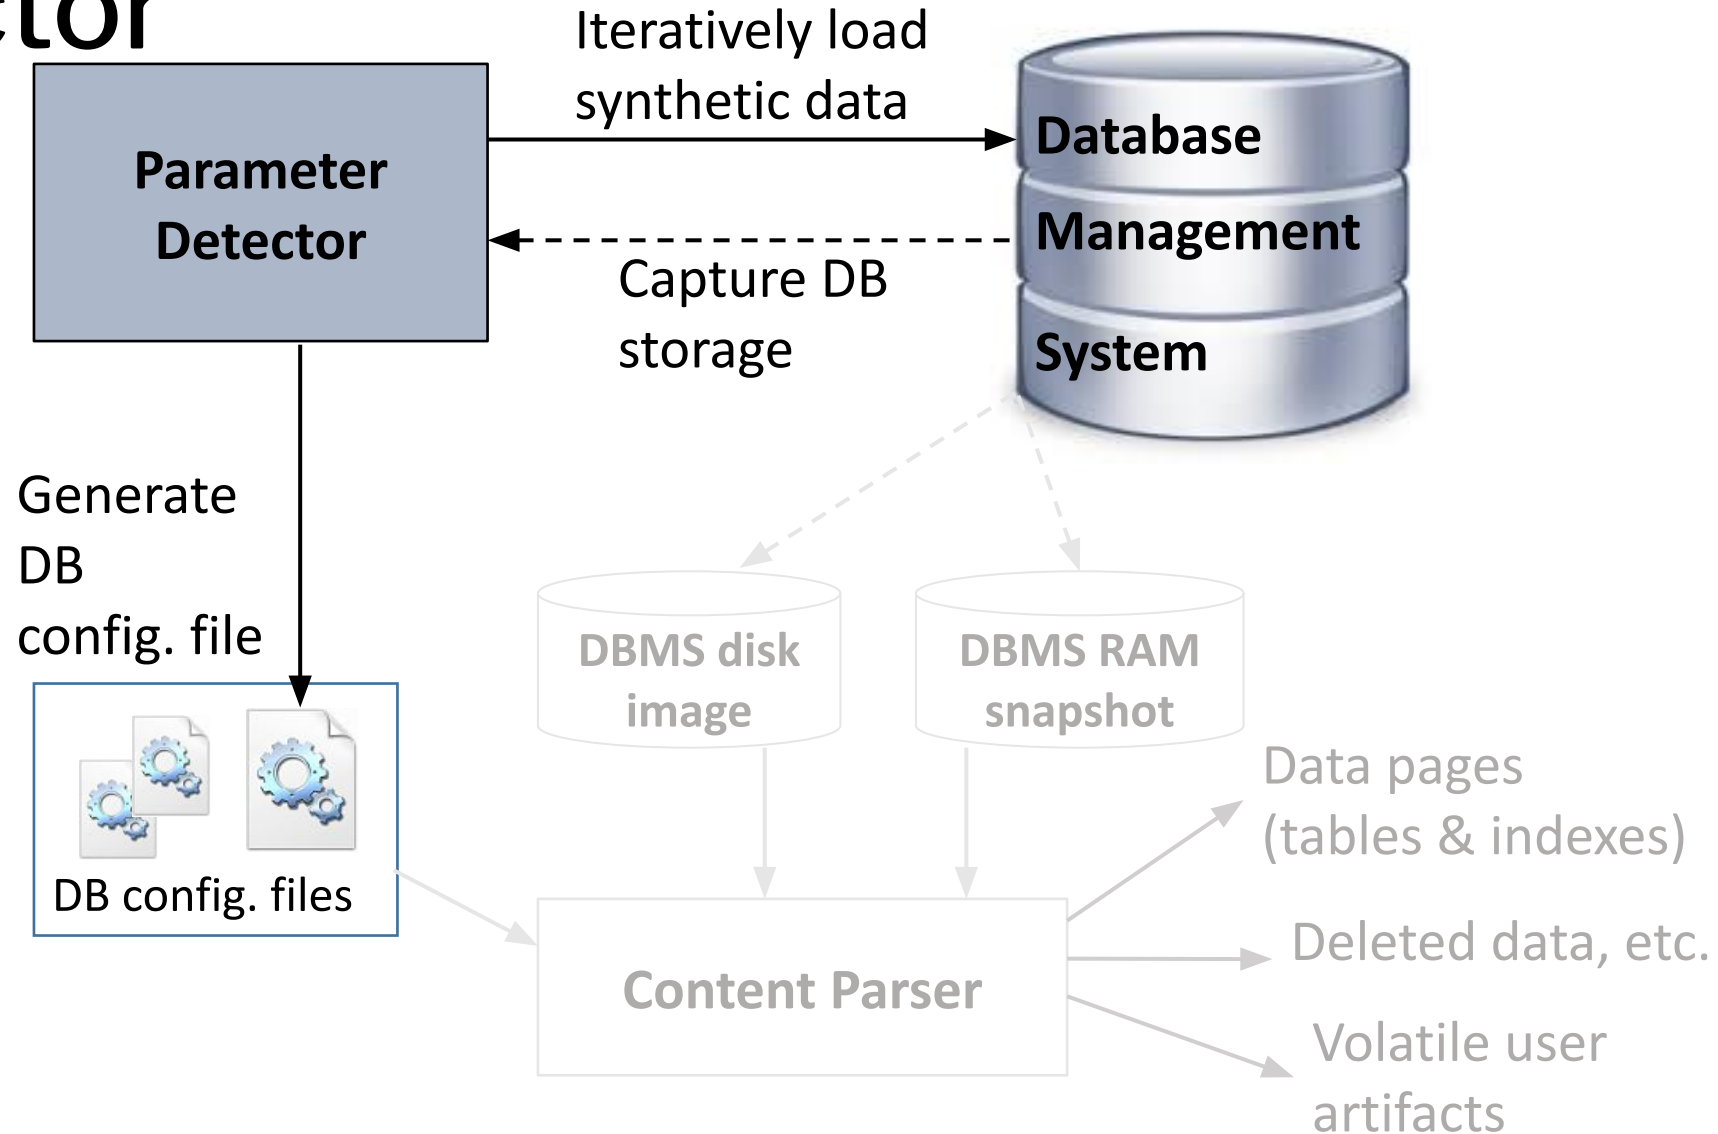 ctor
Iteratively load
synthetic data
Parameter
Detector
Database
Management
System
Capture DB
storage
Generate
DB
config. file
DB config. files
DBMS disk
image
DBMS RAM
snapshot
Content Parser
Data pages
(tables & indexes)
Deleted data, etc.
Volatile user
artifacts